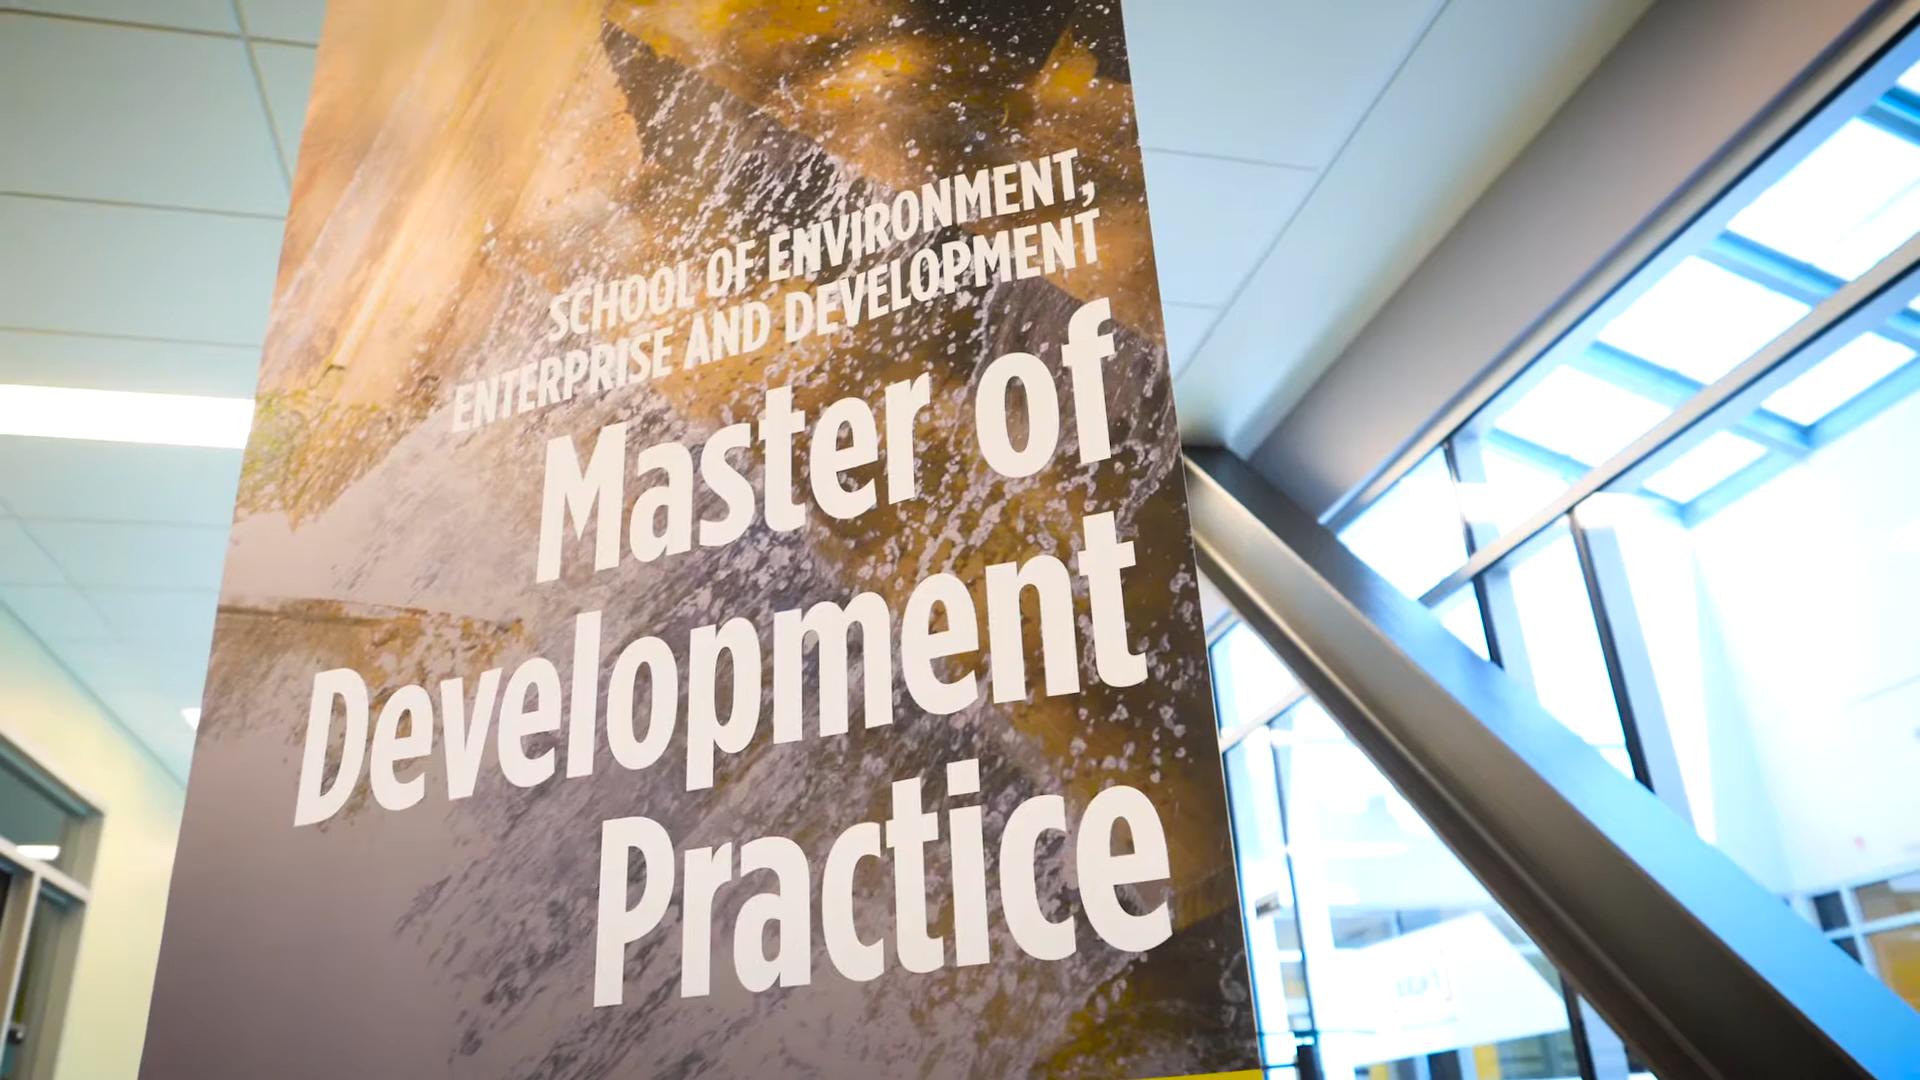 SCHOOL OF ENVIRONMENT,
ENTERPRISE AND DEVELOPMENT
Master of
Development
Practice